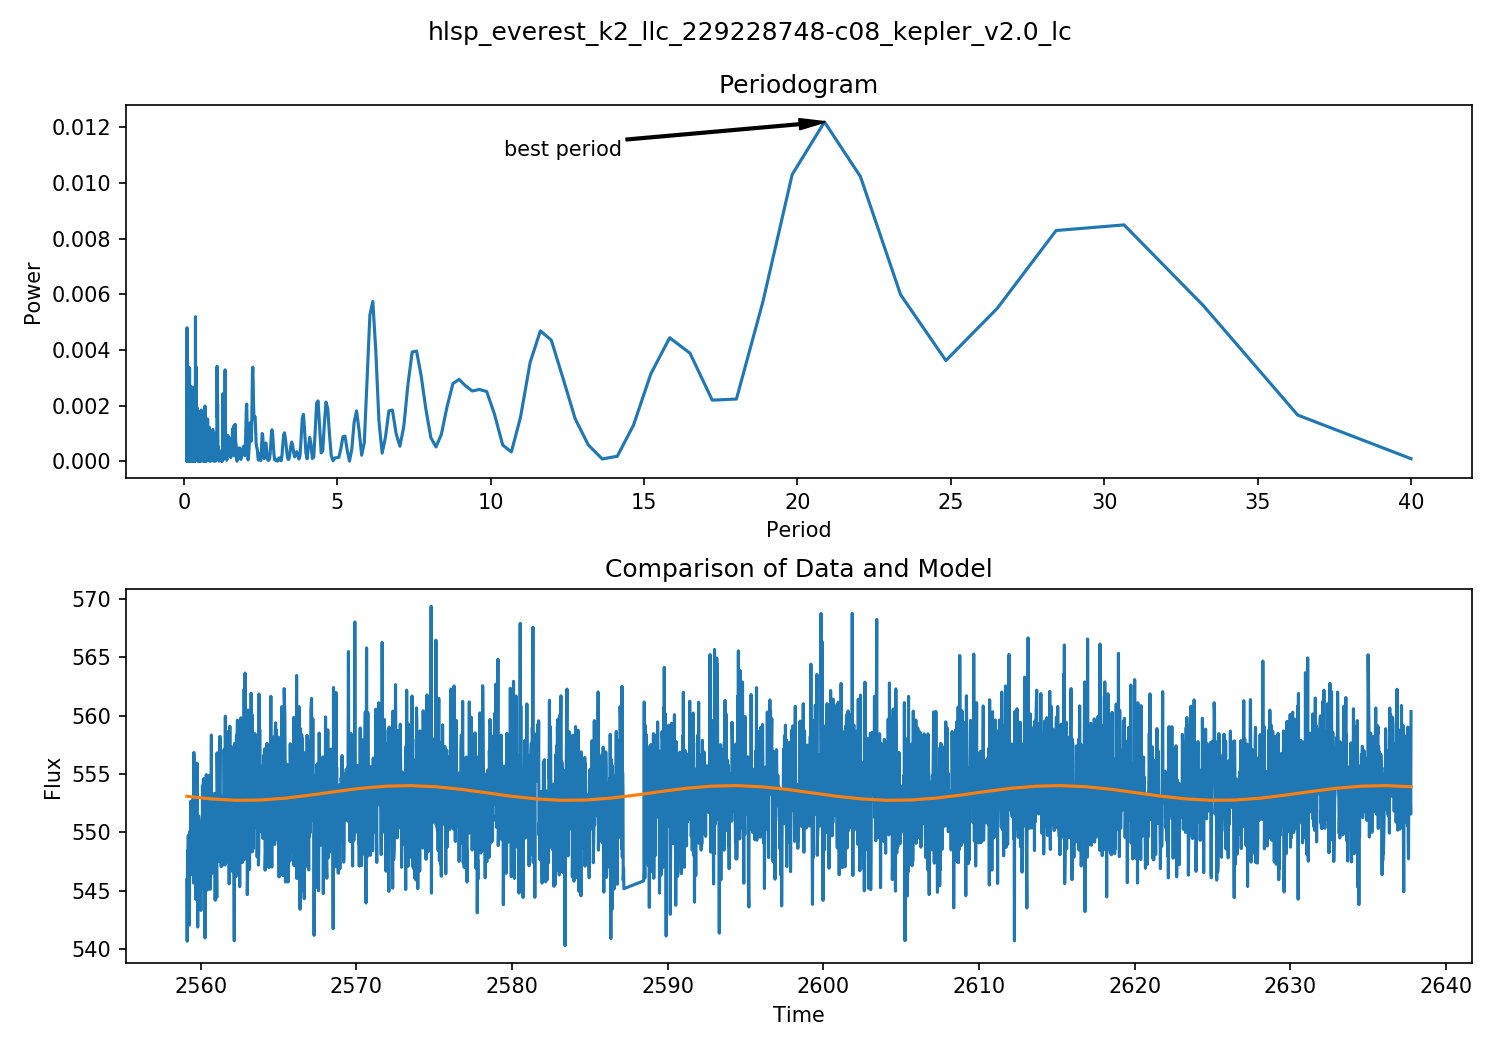 hlsp_everest_k2_llc_229228748-c08_kepler_v2.0_lc
Periodogram
0.012
0.010
0.008
0.006
0.004
0.002
0.000
Power
best period
0 5 10 15 20 25 30 35 40
Period
Comparison of Data and Model
570
565
560
555
550
545
540
Flux
2560 2570 2580 2590 2600 2610 2620 2630 2640
Time